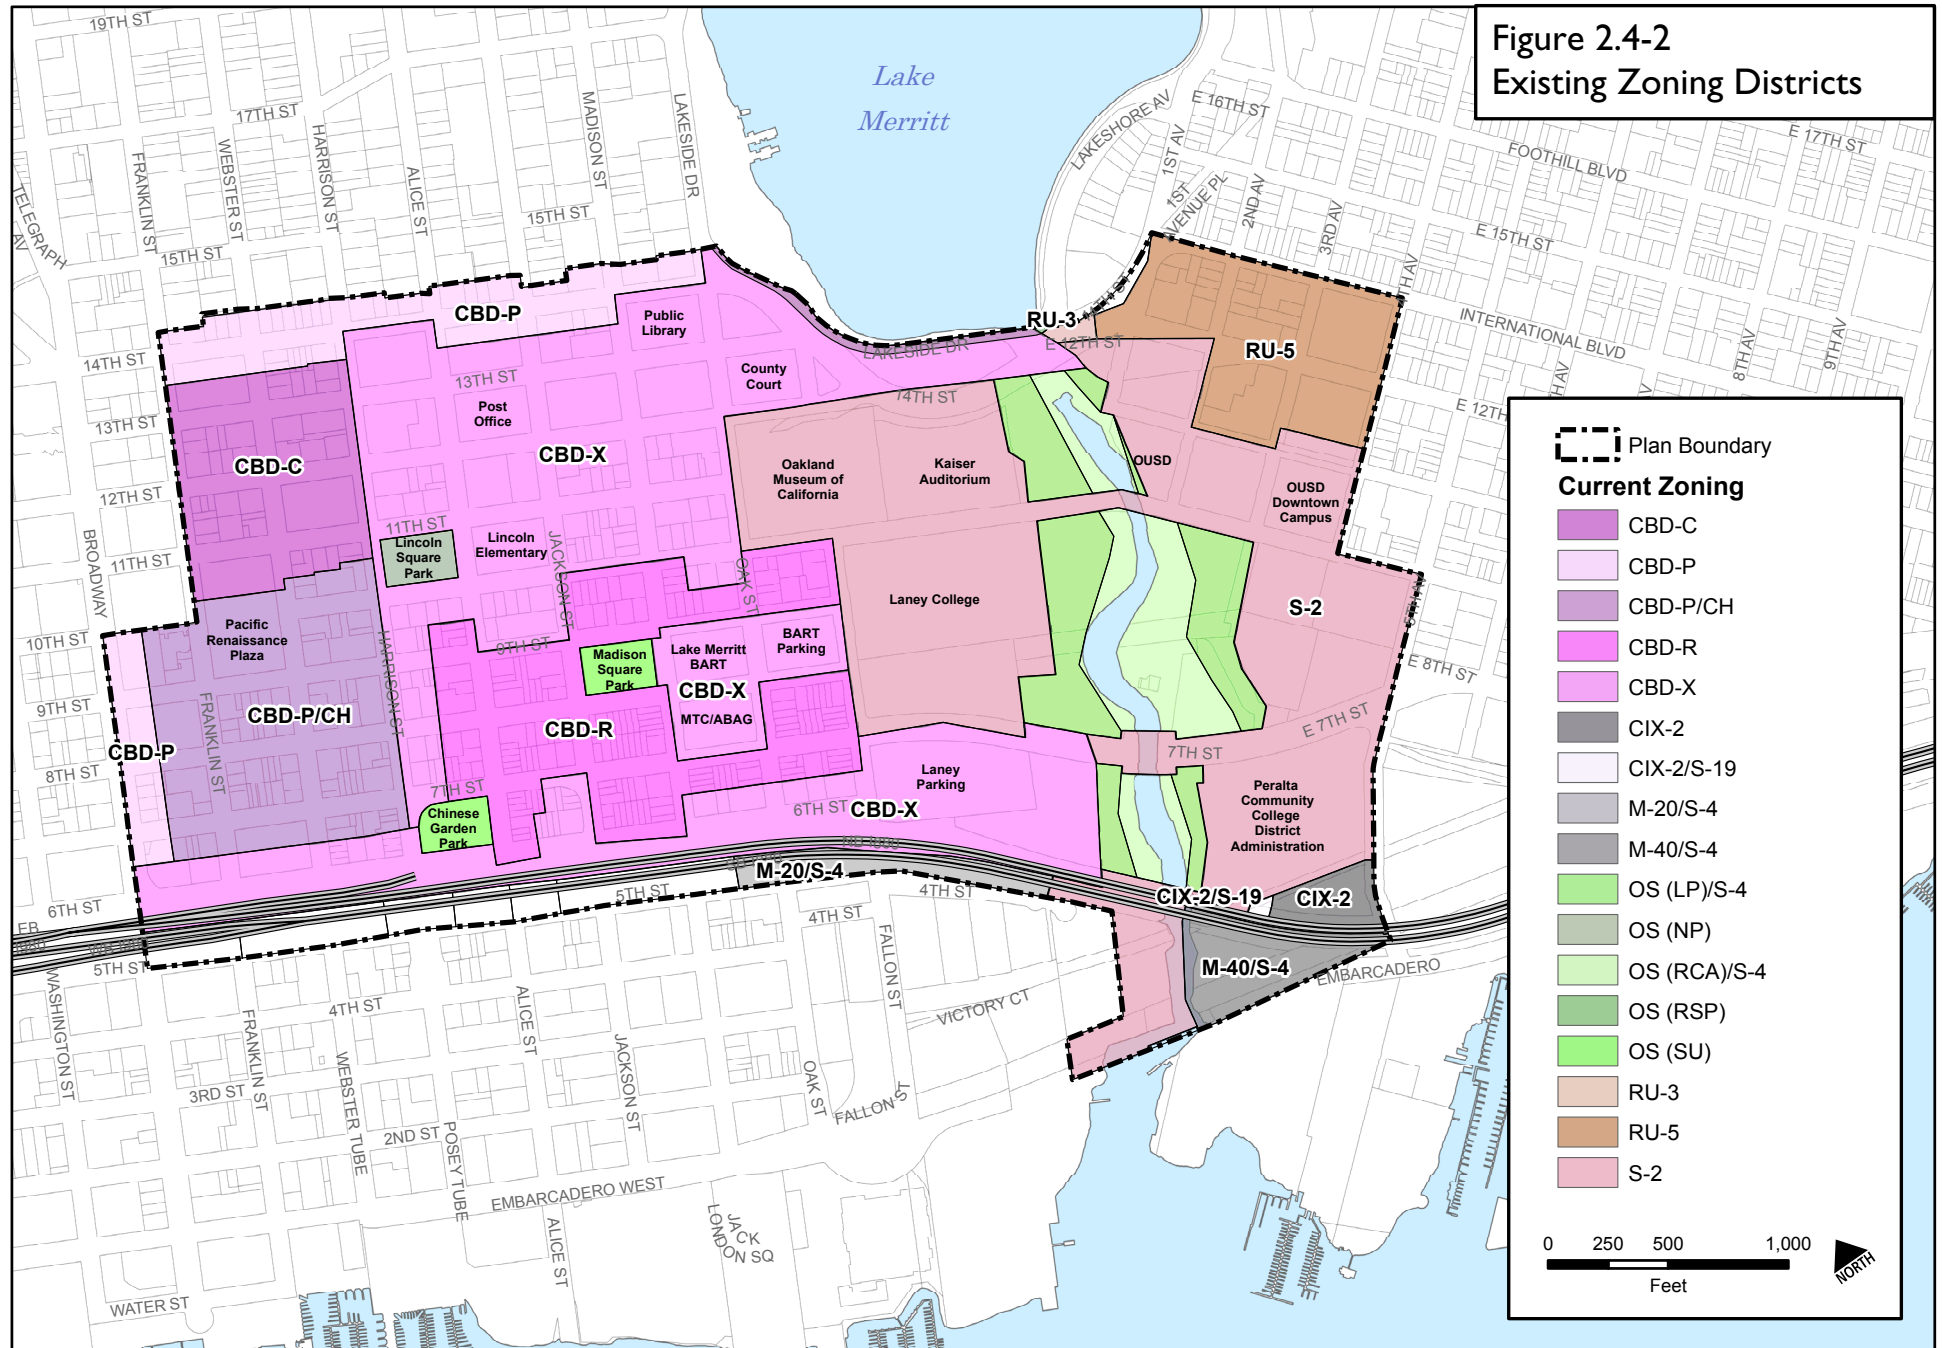 Figure 2.4-2
Existing Zoning Districts
19TH ST
17TH ST
15TH ST
15TH ST
14TH ST
13TH ST
12TH ST
11TH ST
10TH ST
9TH ST
8TH ST
6TH ST
5TH ST
TELEGRAPH
AV
FRANKLIN ST
WEBSTER ST
HARRISON ST
ALICE ST
MADISON ST
LAKESIDE DR
BROADWAY
Lake
Merritt
LAKESHORE AV
E 16TH ST
1ST AV
1ST
AVENUE PL
2ND AV
3RD AV
FOOTHILL BLVD
E 17TH ST
E 15TH ST
INTERNATIONAL BLVD
8TH AV
9TH AV
E 12TH
E 8TH ST
5TH AV
CBD-P
Public
Library
RU-3
LAKESIDE DR
E 12TH ST
RU-5
13TH ST
County
Court
14TH ST
Post
Office
CBD-C
CBD-X
Oakland
Museum of
California
Kaiser
Auditorium
OUSD
OUSD
Downtown
Campus
11TH ST
Lincoln
Square
Park
Lincoln
Elementary
JACKSON ST
OAK ST
Laney College
S-2
Pacific
Renaissance
Plaza
HARRISON ST
9TH ST
Madison
Square
Park
Lake Merritt
BART
BART
Parking
CBD-X
MTC/ABAG
FRANKLIN ST
CBD-P/CH
CBD-R
CBD-P
E 7TH ST
7TH ST
Laney
Parking
7TH ST
6TH ST
CBD-X
Chinese
Garden
Park
Peralta
Community
College
District
Administration
NB I880
M-20/S-4
CIX-2/S-19
CIX-2
M-40/S-4
EMBARCADERO
EB
5TH ST
4TH ST
4TH ST
FALLON ST
VICTORY CT
WASHINGTON ST
4TH ST
FRANKLIN ST
WEBSTER TUBE
ALICE ST
JACKSON ST
OAK ST
FALLON ST
3RD ST
2ND ST
POSEY TUBE
EMBARCADERO WEST
ALICE ST
JACK
LONDON SQ
WATER ST
Plan Boundary
Current Zoning
CBD-C
CBD-P
CBD-P/CH
CBD-R
CBD-X
CIX-2
CIX-2/S-19
M-20/S-4
M-40/S-4
OS (LP)/S-4
OS (NP)
OS (RCA)/S-4
OS (RSP)
OS (SU)
RU-3
RU-5
S-2
0 250 500 1,000
Feet
NORTH